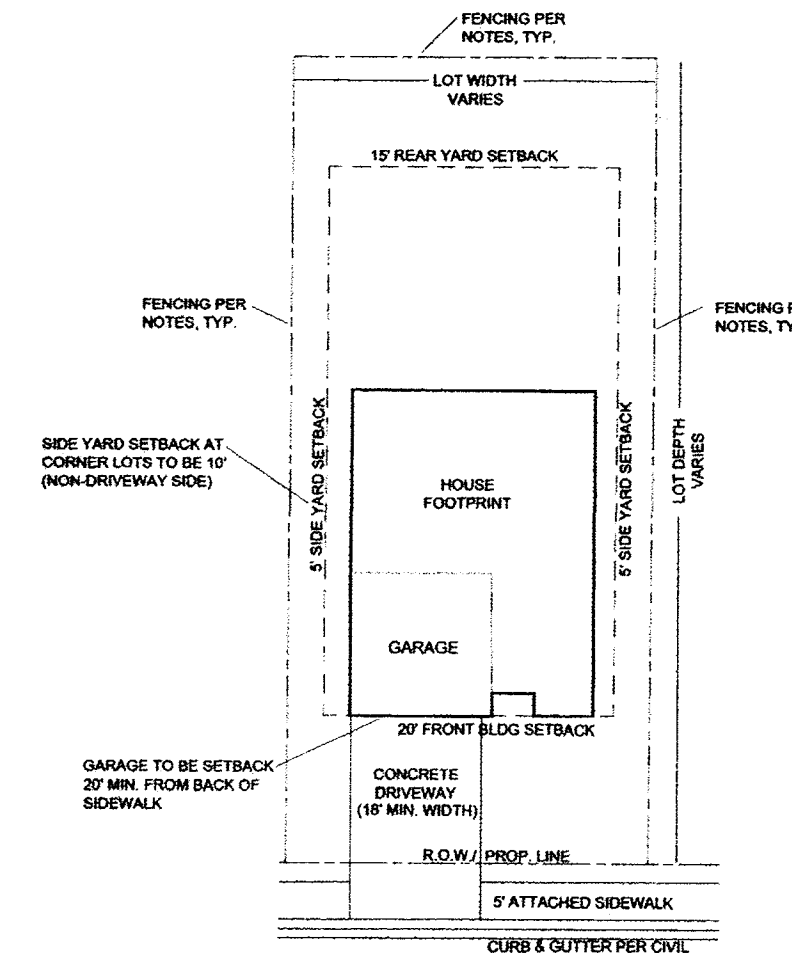 FENCING PER
NOTES, TYP.
LOT WIDTH
VARIES
15' REAR YARD SETBACK
FENCING PER
NOTES, TYP.
FENCING
NOTES,
SIDE YARD SETBACK AT
CORNER LOTS TO BE 10'
(NON-DRIVEWAY SIDE)
5' SIDE YARD SETBACK
HOUSE
FOOTPRINT
5' SIDE YARD SETBACK
LOT DEPTH
VARIES
GARAGE
20' FRONT BLDG SETBACK
GARAGE TO BE SETBACK
20' MIN. FROM BACK OF
SIDEWALK
CONCRETE
DRIVEWAY
(18' MIN. WIDTH)
R.O.W./ PROP. LINE
5' ATTACHED SIDEWALK
CURB & GUTTER PER CIVIL